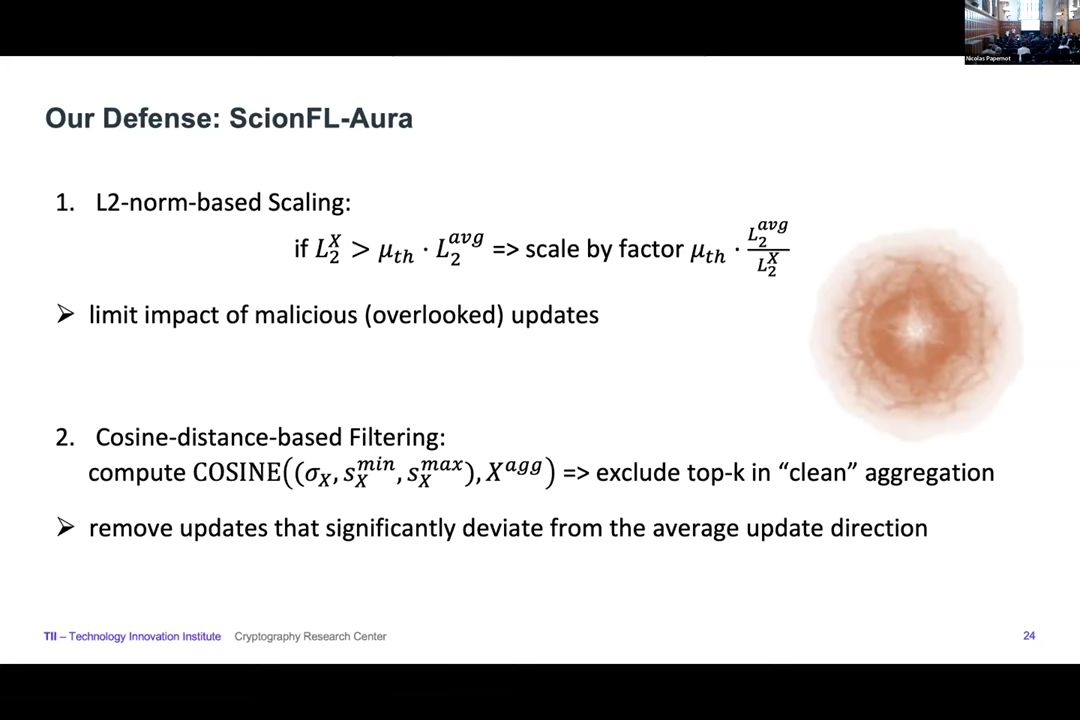 Nicolas Papernot
Our Defense: ScionFL-Aura
1. L2-norm-based Scaling:
if L₂^X > μ_th · L₂^avg => scale by factor μ_th · L₂^avg / L₂^X
➢ limit impact of malicious (overlooked) updates
2. Cosine-distance-based Filtering:
compute COSINE((σ_X, s_X^min, s_X^max), X^agg) => exclude top-k in “clean” aggregation
➢ remove updates that significantly deviate from the average update direction
TII – Technology Innovation Institute Cryptography Research Center 24